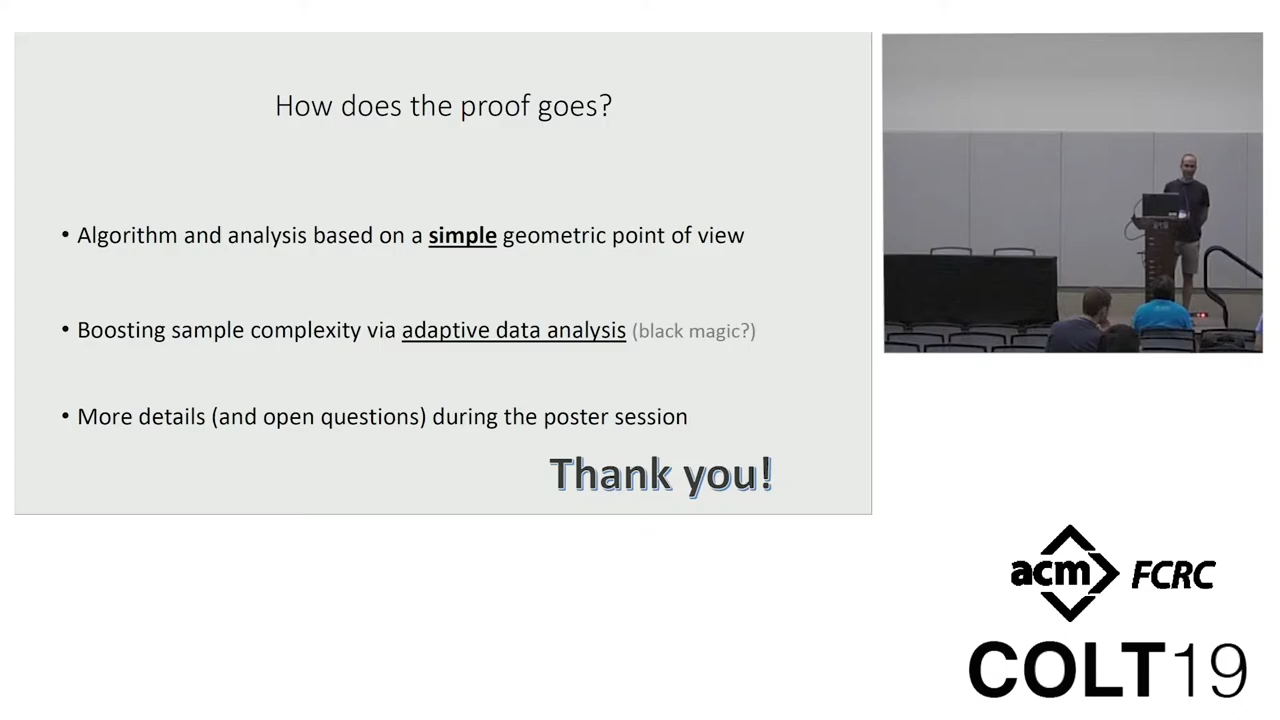 How does the proof goes?
• Algorithm and analysis based on a simple geometric point of view
• Boosting sample complexity via adaptive data analysis (black magic?)
• More details (and open questions) during the poster session
Thank you!
acm FCRC
COLT19